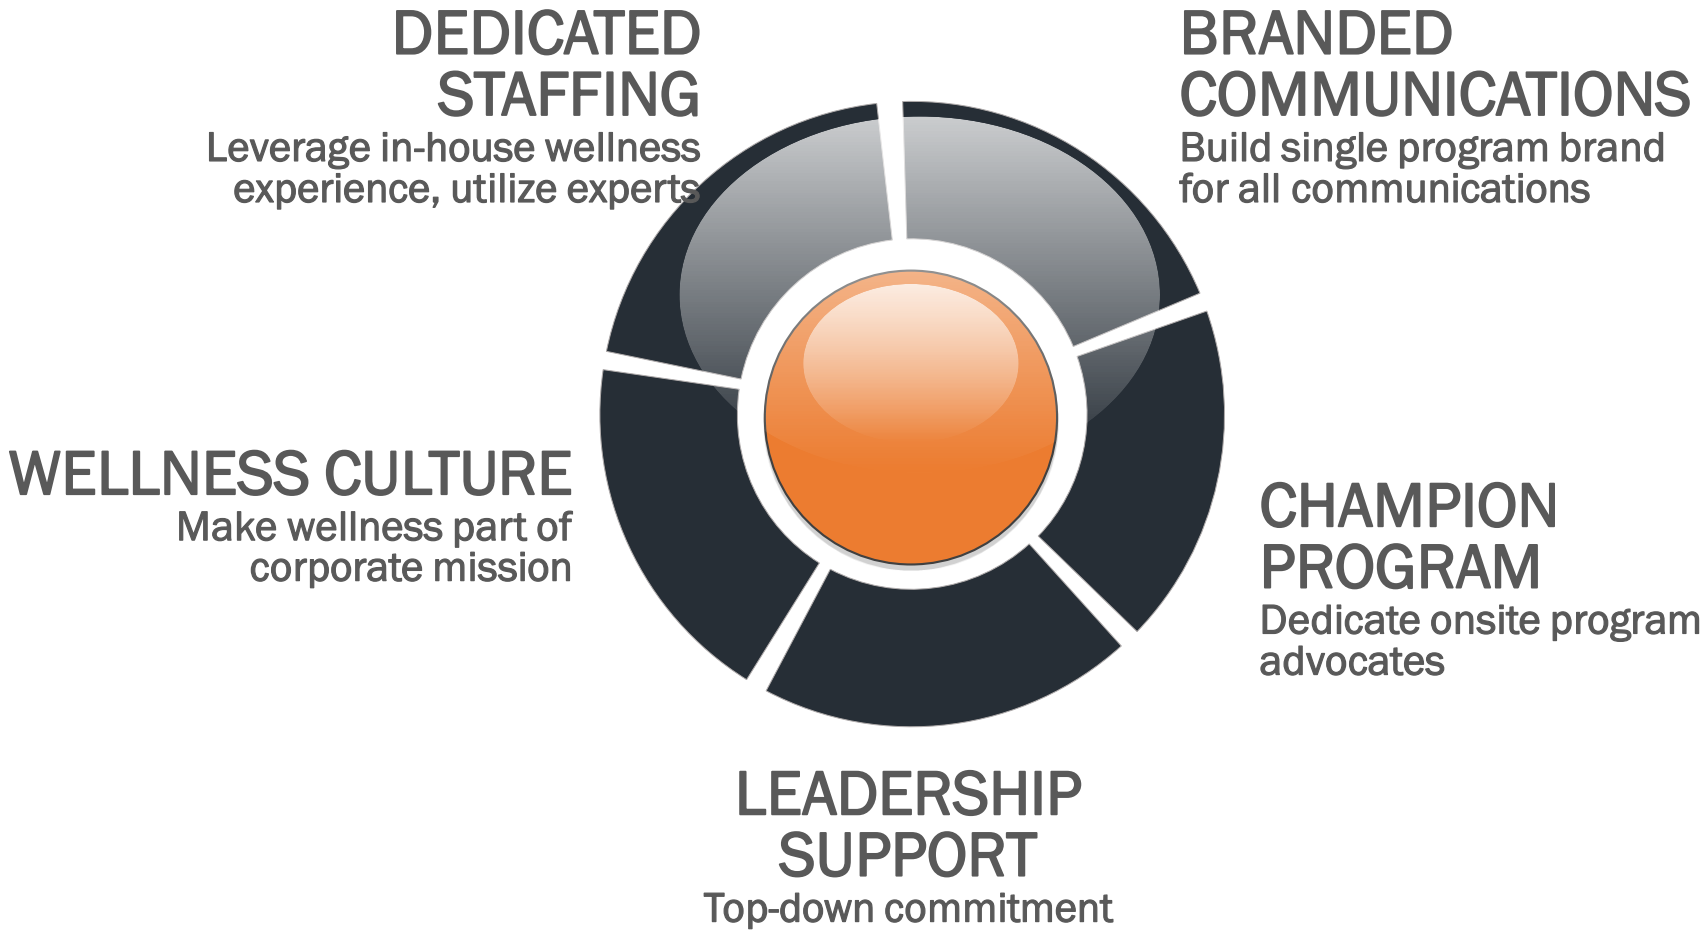 DEDICATED
STAFFING
Leverage in-house wellness
experience, utilize experts
BRANDED
COMMUNICATIONS
Build single program brand
for all communications
WELLNESS CULTURE
Make wellness part of
corporate mission
CHAMPION
PROGRAM
Dedicate onsite program
advocates
LEADERSHIP
SUPPORT
Top-down commitment